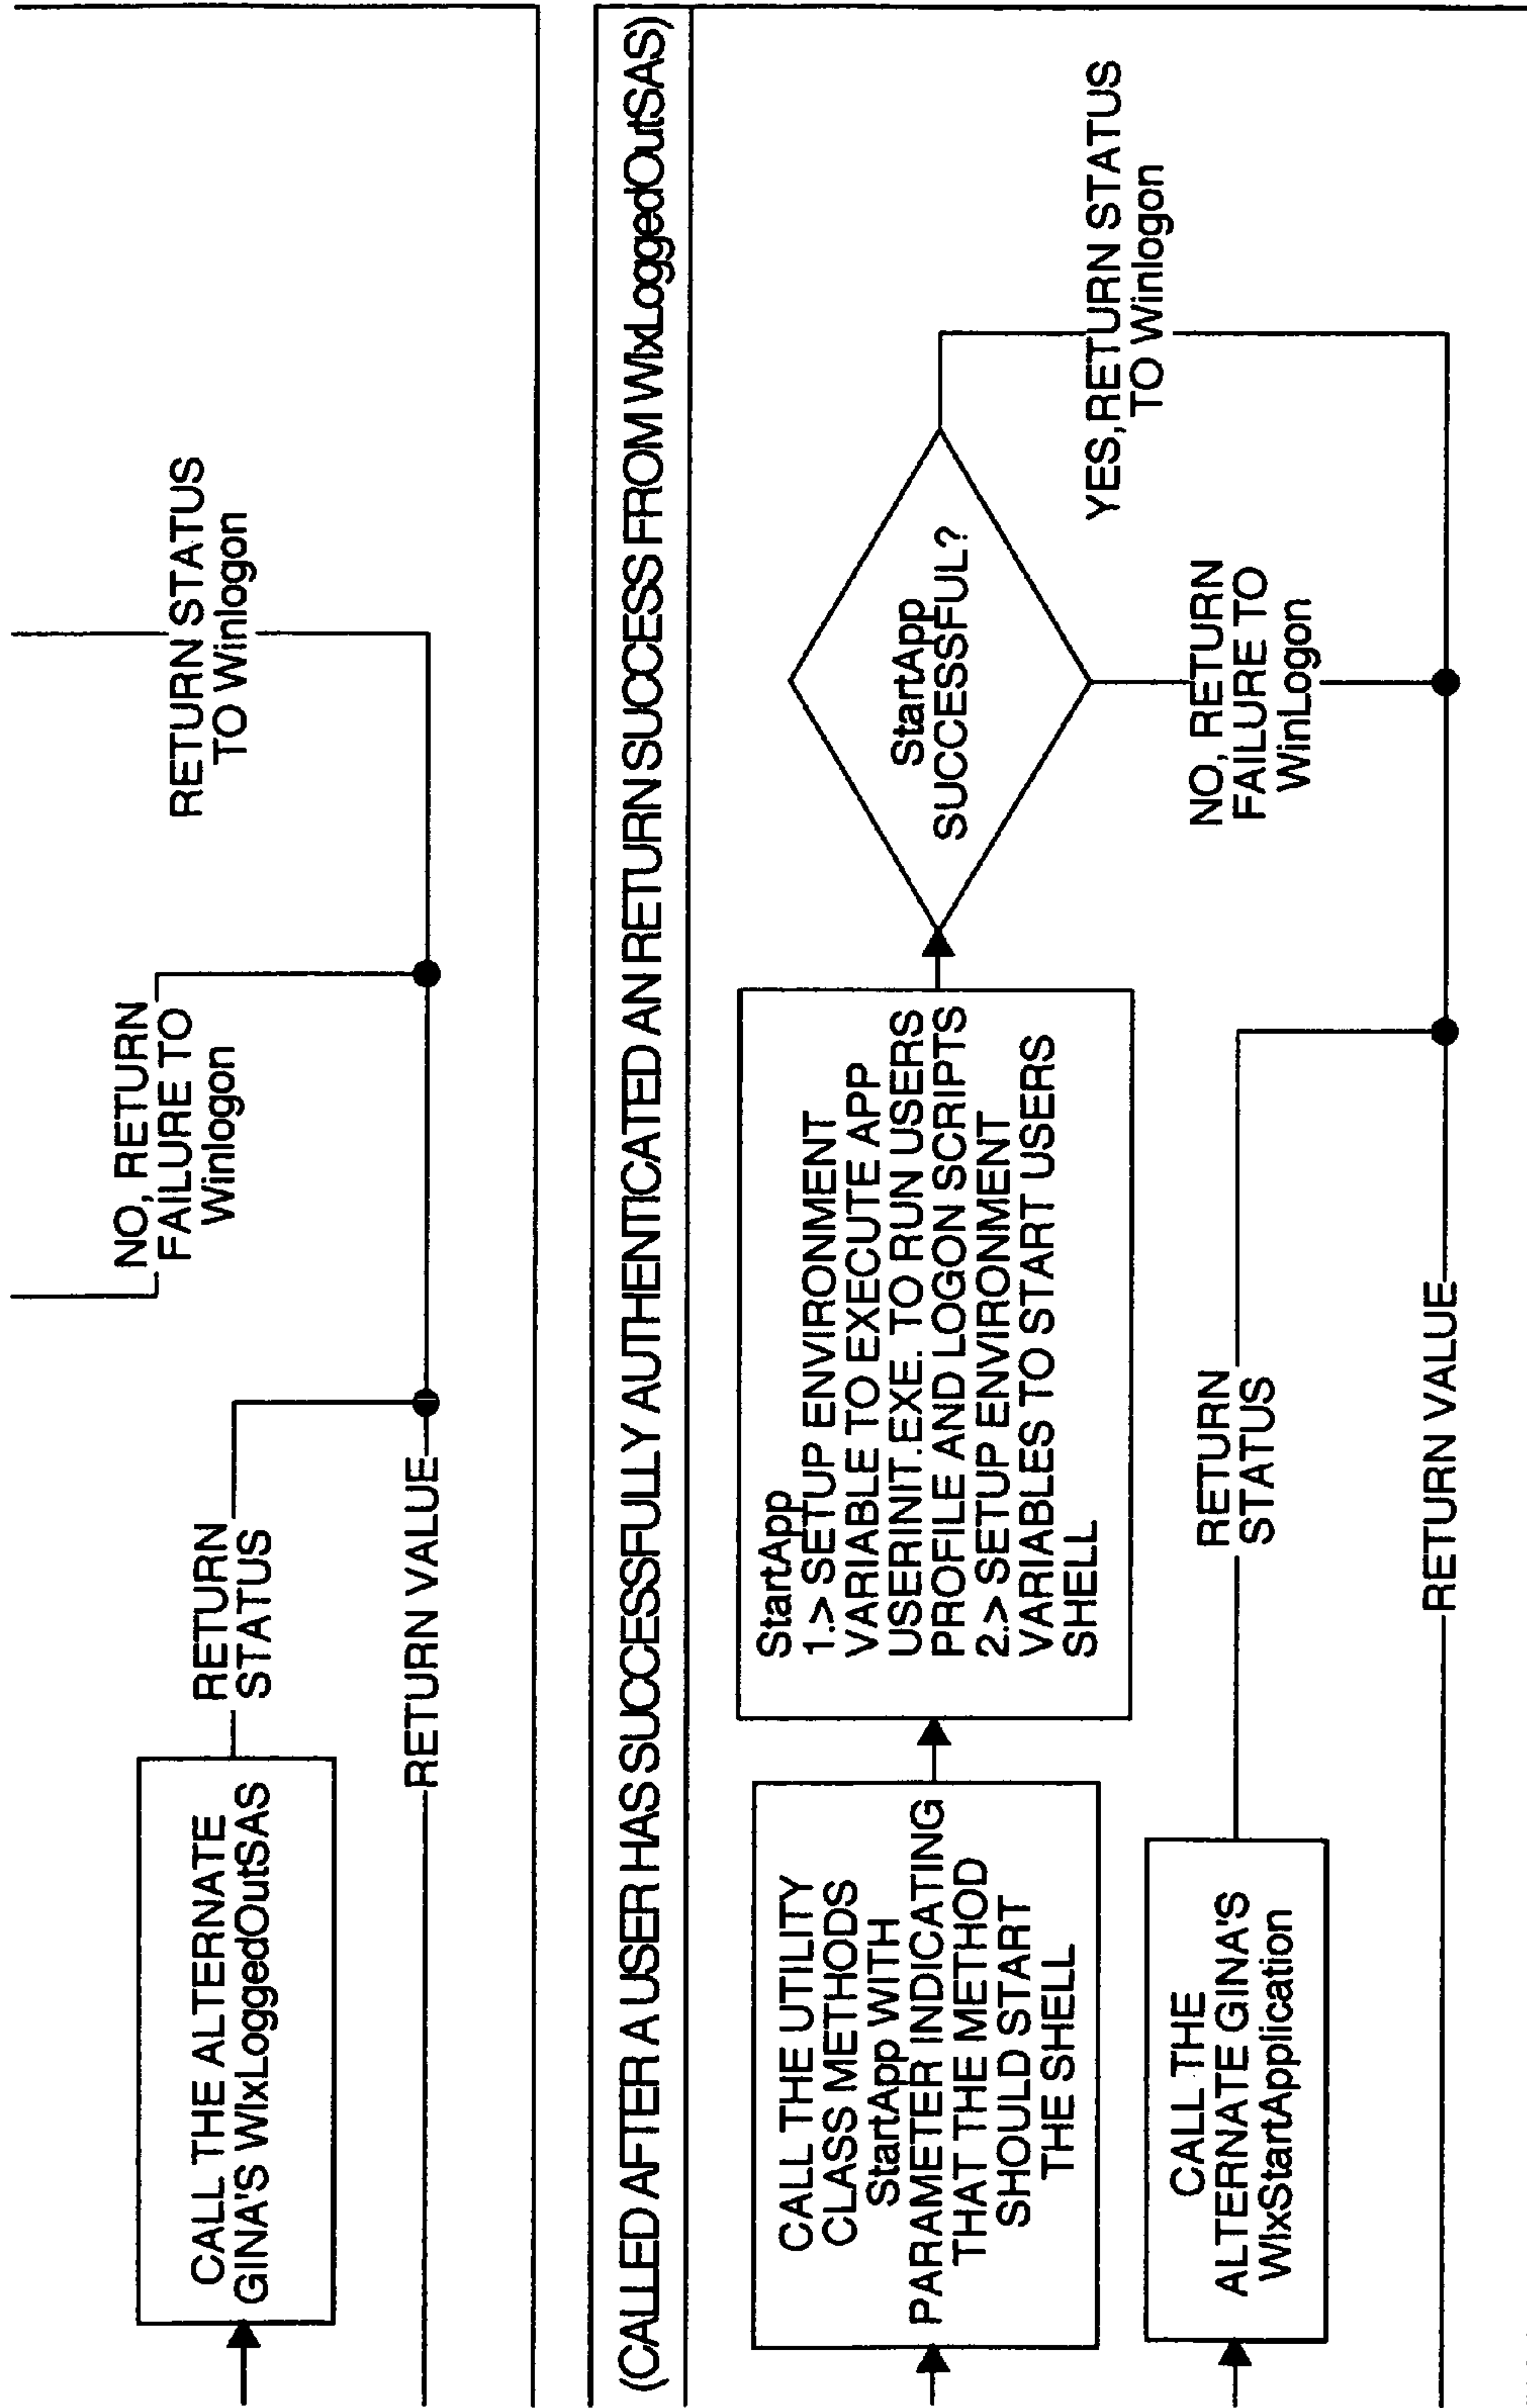 NO, RETURN
FAILURE TO
Winlogon
RETURN STATUS
TO Winlogon
CALL THE ALTERNATE
GINA'S WlxLoggedOutSAS
RETURN
STATUS
RETURN VALUE
(CALLED AFTER A USER HAS SUCCESSFULLY AUTHENTICATED AN RETURN SUCCESS FROM WlxLoggedOutSAS)
CALL THE UTILITY
CLASS METHODS
StartApp WITH
PARAMETER INDICATING
THAT THE METHOD
SHOULD START
THE SHELL
StartApp
1.> SETUP ENVIRONMENT
VARIABLE TO EXECUTE APP
USERINIT.EXE. TO RUN USERS
PROFILE AND LOGON SCRIPTS
2.> SETUP ENVIRONMENT
VARIABLES TO START USERS
SHELL
StartApp
SUCCESSFUL?
YES,RETURN STATUS
TO Winlogon
NO, RETURN
FAILURE TO
WinLogon
CALL THE
ALTERNATE GINA'S
WlxStartApplication
RETURN
STATUS
RETURN VALUE